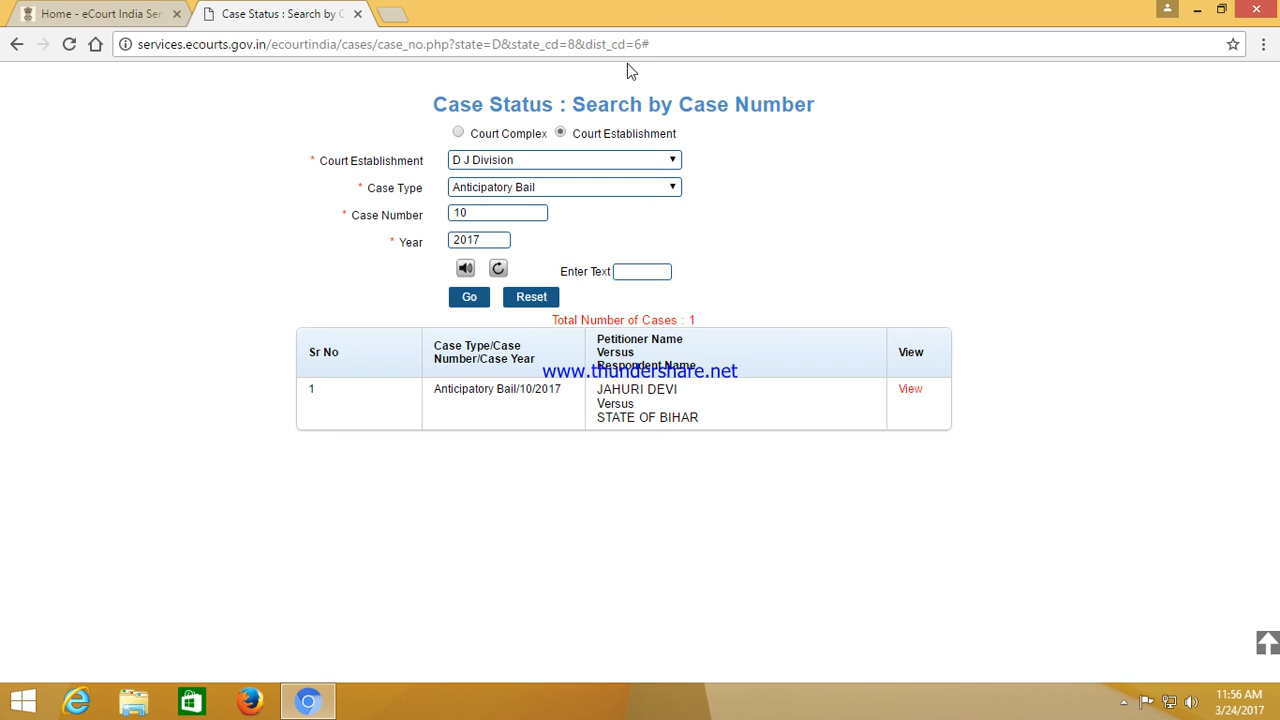 Home - eCourt India Ser
Case Status : Search by C
services.ecourts.gov.in/ecourtindia/cases/case_no.php?state=D&state_cd=8&dist_cd=6#
Case Status : Search by Case Number
Court Complex Court Establishment
* Court Establishment D J Division
* Case Type Anticipatory Bail
* Case Number 10
* Year 2017
Enter Text
Go Reset
Total Number of Cases : 1
Sr No
Case Type/Case
Number/Case Year
Petitioner Name
Versus
Respondent Name
View
www.thundershare.net
1
Anticipatory Bail/10/2017
JAHURI DEVI
Versus
STATE OF BIHAR
View
11:56 AM
3/24/2017